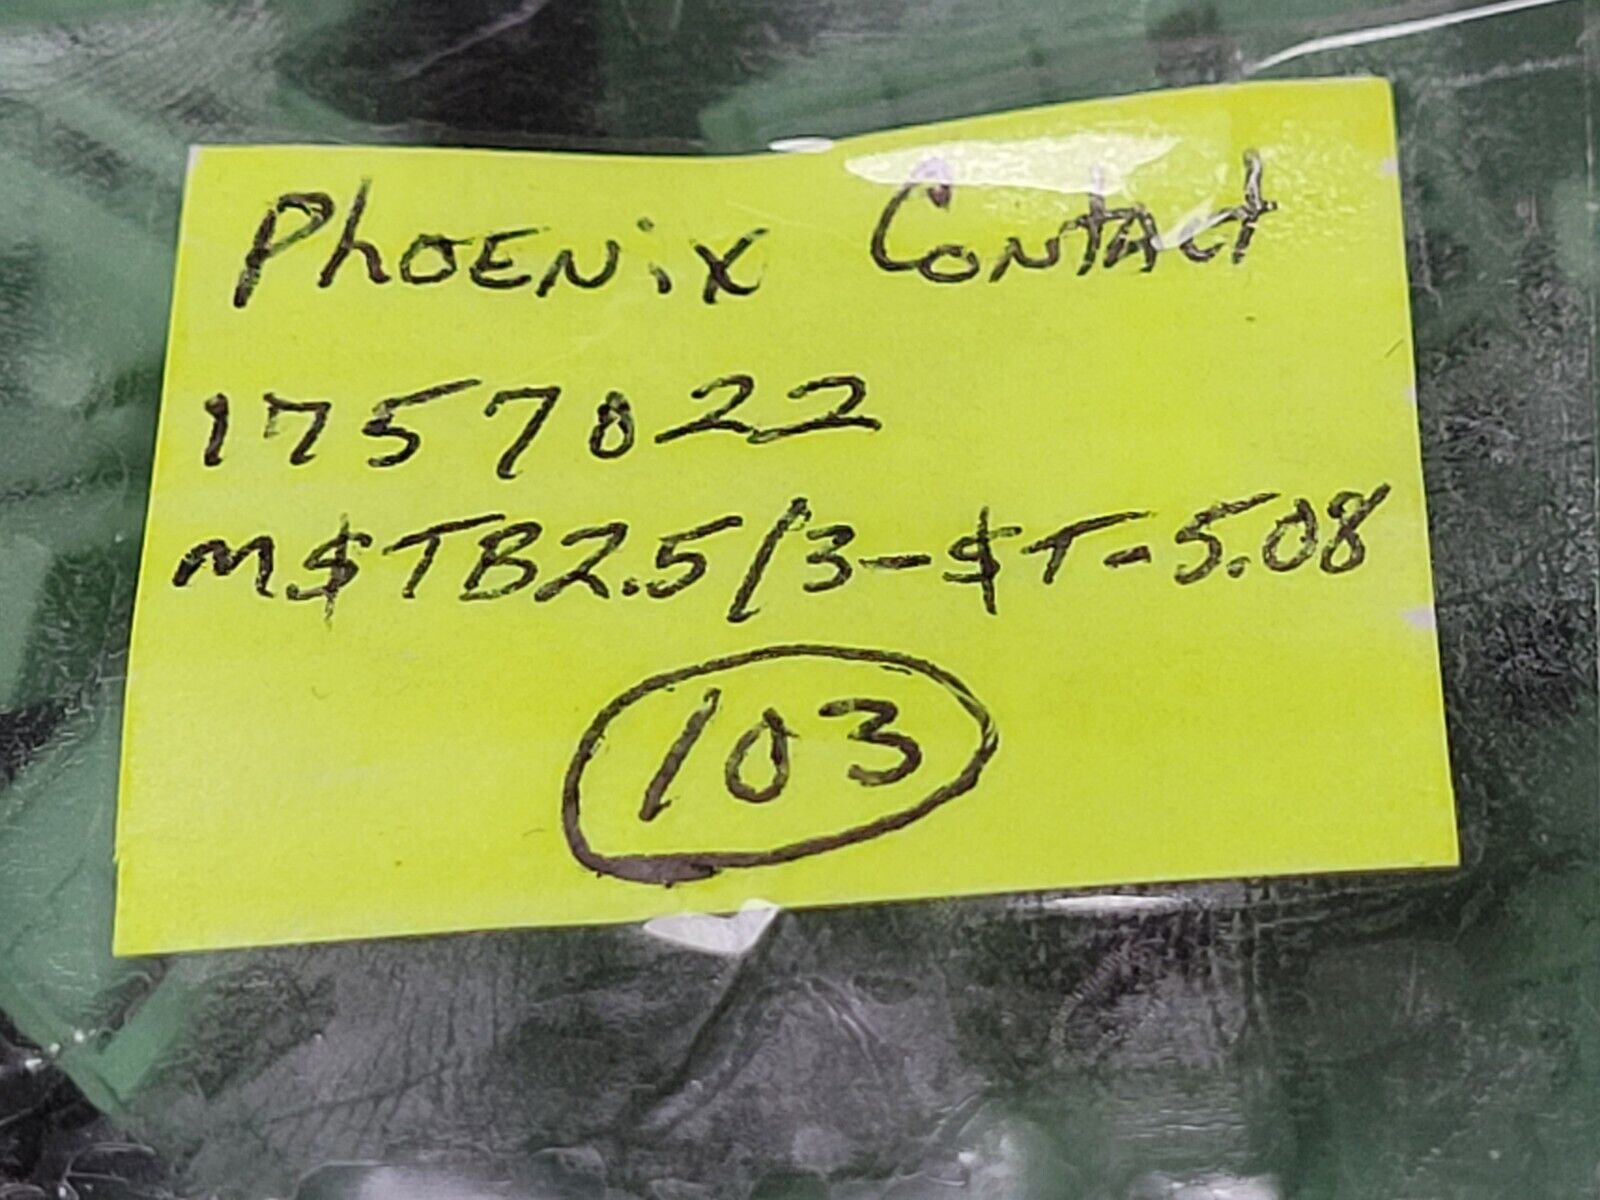 PhOENiX CONTACT
1757022
M$TB2.5/3-$T-5.08
103